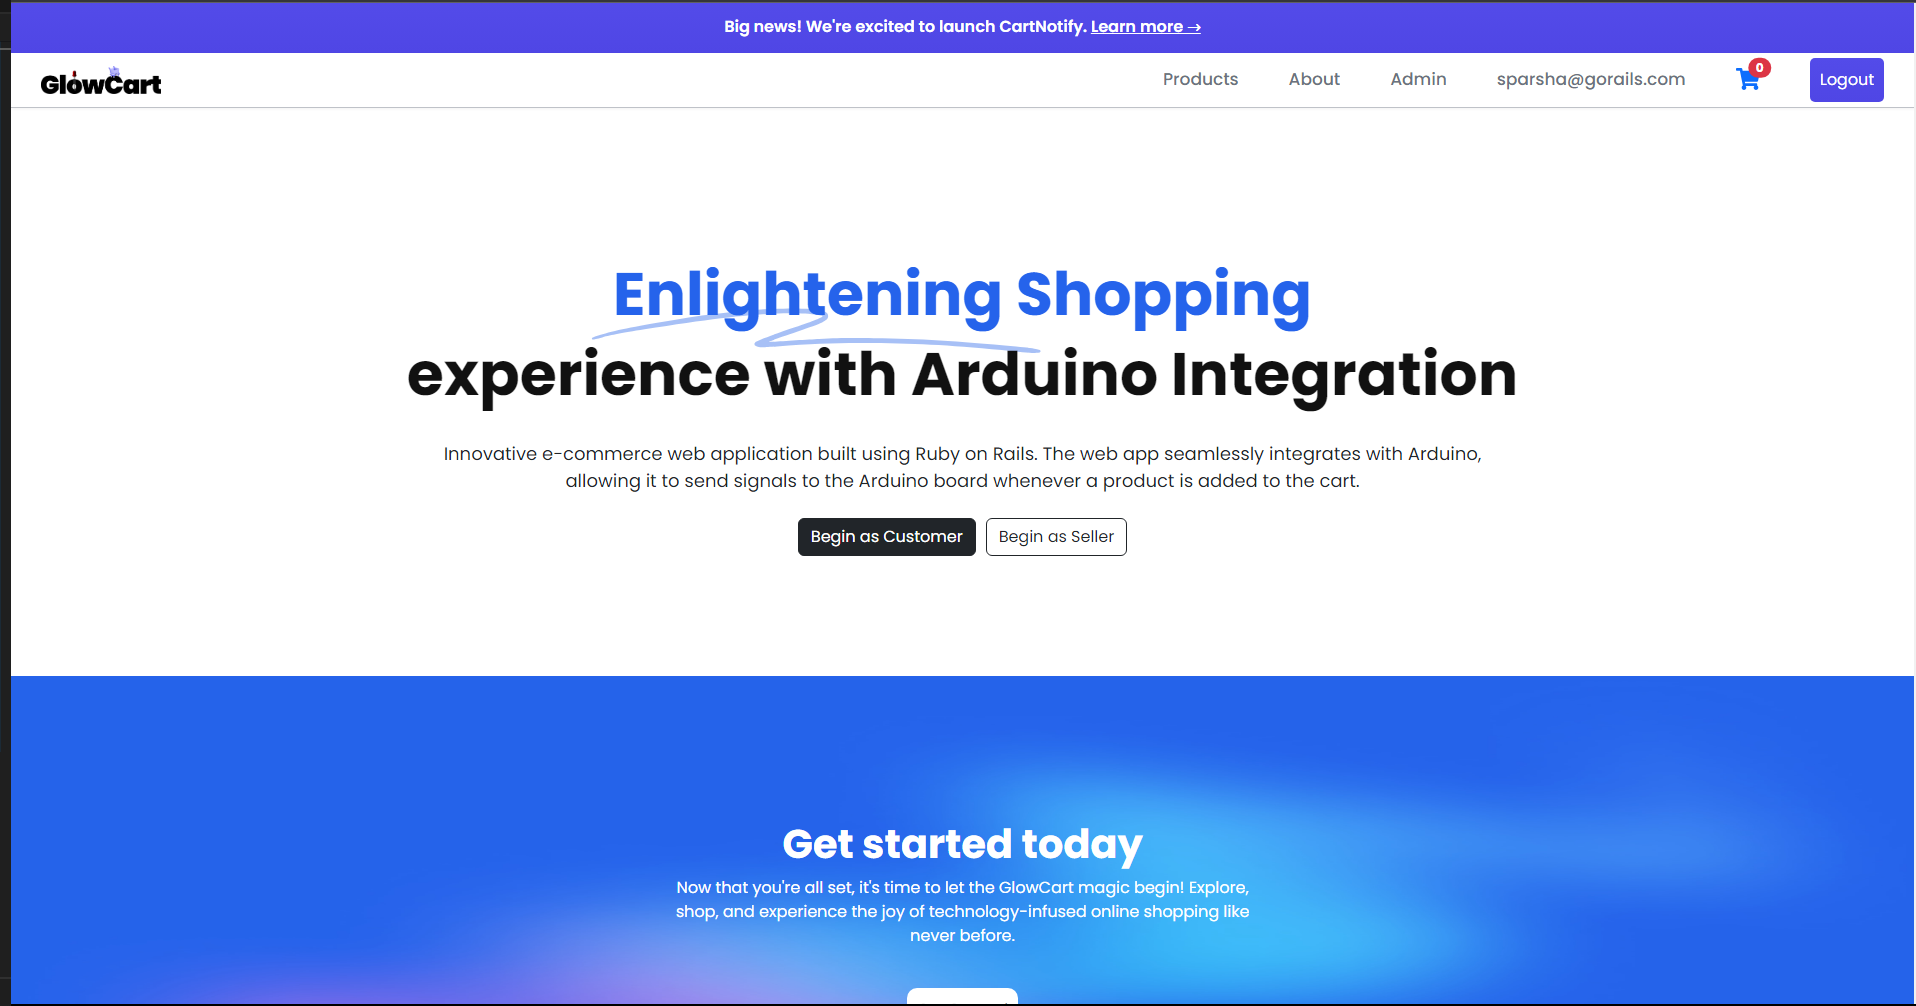 Big news! We're excited to launch CartNotify. Learn more →
GlowCart
Products
About
Admin
sparsha@gorails.com
0
Logout
Enlightening Shopping
experience with Arduino Integration
Innovative e-commerce web application built using Ruby on Rails. The web app seamlessly integrates with Arduino,
allowing it to send signals to the Arduino board whenever a product is added to the cart.
Begin as Customer
Begin as Seller
Get started today
Now that you're all set, it's time to let the GlowCart magic begin! Explore,
shop, and experience the joy of technology-infused online shopping like
never before.